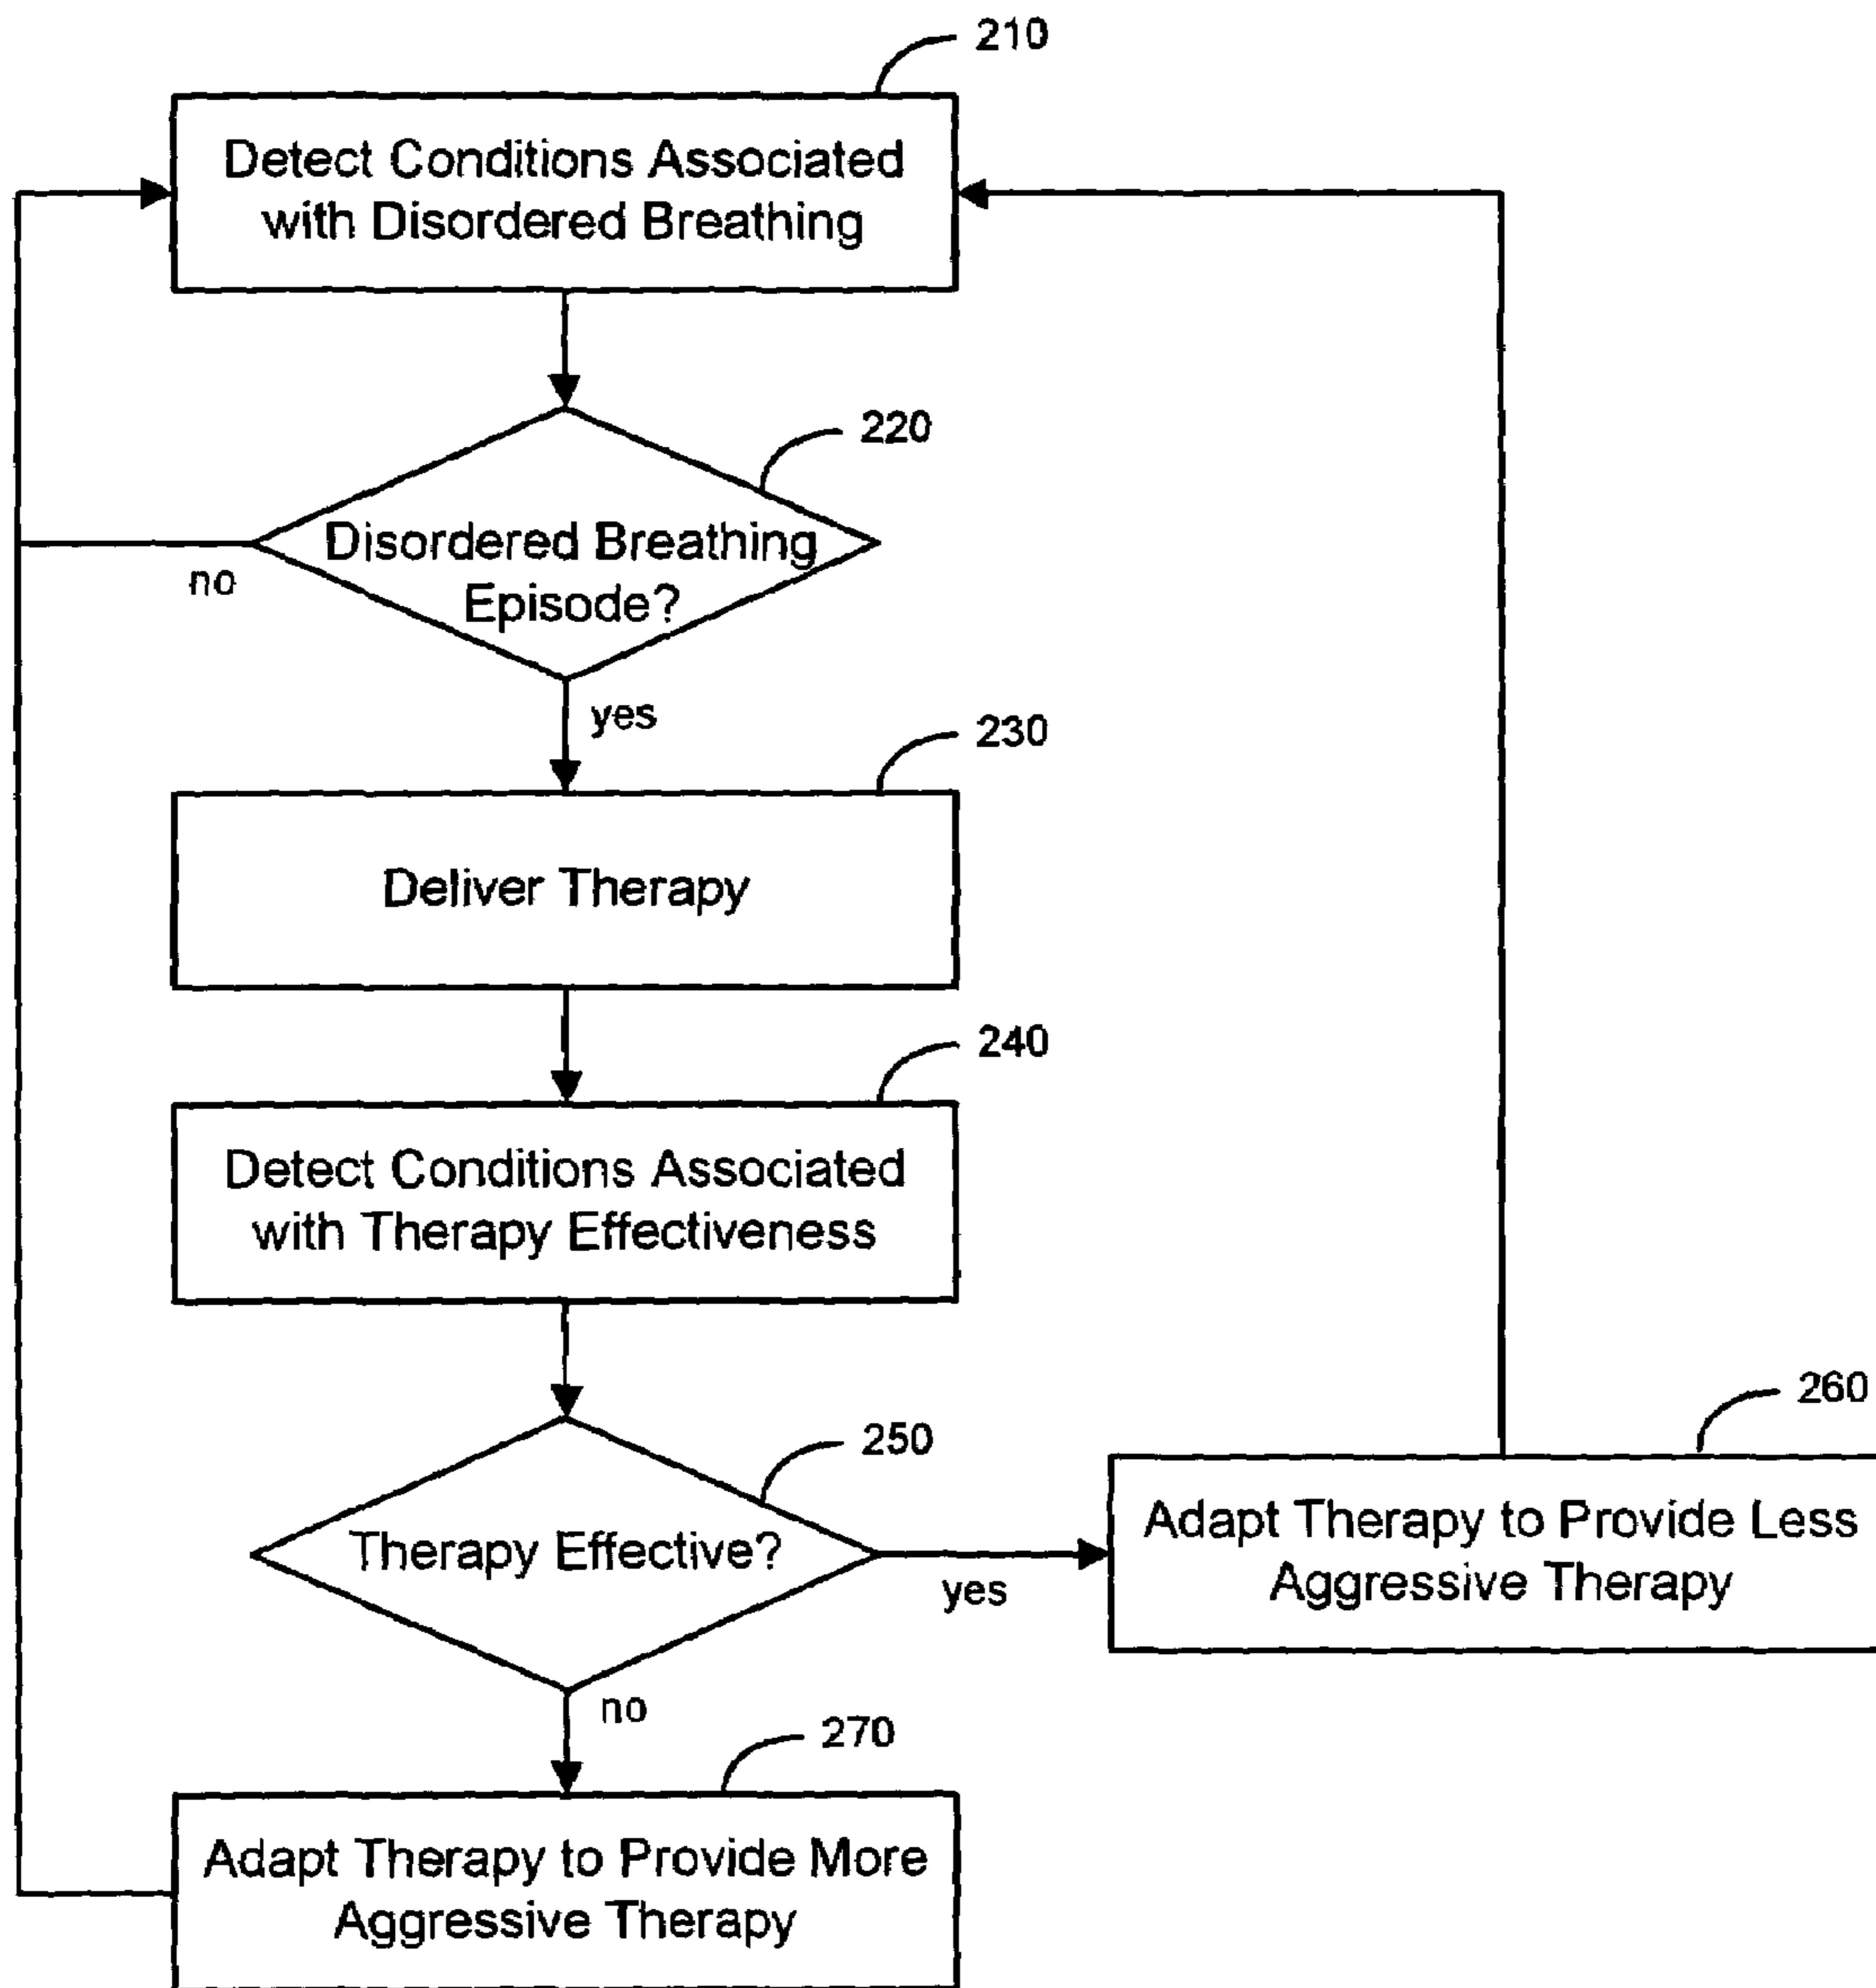 210
Detect Conditions Associated
with Disordered Breathing
220
Disordered Breathing
Episode?
no
yes
230
Deliver Therapy
240
Detect Conditions Associated
with Therapy Effectiveness
250
Therapy Effective?
yes
260
Adapt Therapy to Provide Less
Aggressive Therapy
no
270
Adapt Therapy to Provide More
Aggressive Therapy